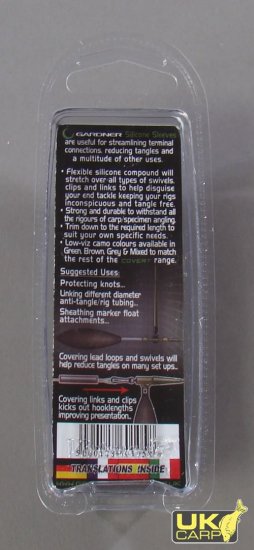 GARDNER Silicone Sleeves
are useful for streamlining terminal
connections, reducing tangles and
a multitude of other uses.
• Flexible silicone compound will
stretch over all types of swivels,
clips and links to help disguise
your end tackle keeping your rigs
inconspicuous and tangle free.
• Strong and durable to withstand all
the rigours of carp/specimen angling.
• Trim down to the required length to
suit your own specific needs.
• Low-viz camo colours available in
Green, Brown, Grey & Mixed to match
the rest of the COVERT range.
Suggested Uses:
Protecting knots...
Linking different diameter
anti-tangle/rig tubing...
Sheathing marker float
attachments...
Covering lead loops and swivels will
help reduce tangles on many set ups...
Covering links and clips
kicks out hooklengths
improving presentation.
TRANSLATIONS INSIDE
UK
CARP